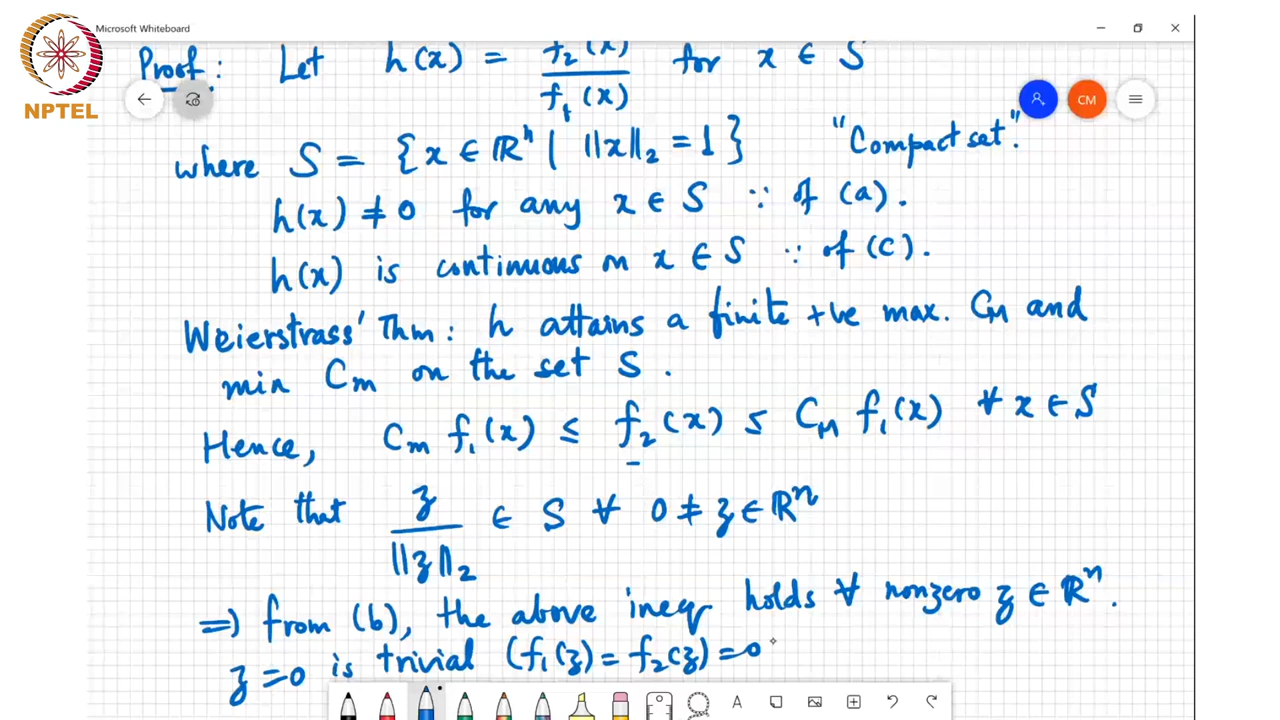 Microsoft Whiteboard
Proof: Let h(x) = f₂(x) / f₁(x) for x ∈ S
NPTEL
CM
where S = {x ∈ ℝⁿ | ||x||₂ = 1} "Compact set".
h(x) ≠ 0 for any x ∈ S ∵ of (a).
h(x) is continuous on x ∈ S ∵ of (c).
Weierstrass' Thm: h attains a finite +ve max. C_M and
min C_m on the set S.
Hence, C_m f₁(x) ≤ f₂(x) ≤ C_M f₁(x) ∀ x ∈ S
Note that z / ||z||₂ ∈ S ∀ 0 ≠ z ∈ ℝⁿ
⇒ from (b), the above ineq holds ∀ nonzero z ∈ ℝⁿ.
z = 0 is trivial (f₁(z) = f₂(z) = 0